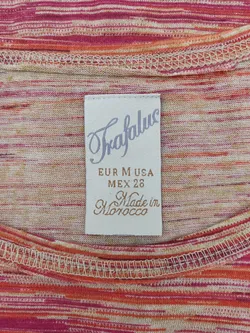 Trafaluc
EUR M USA
MEX 28
Made in
Morocco